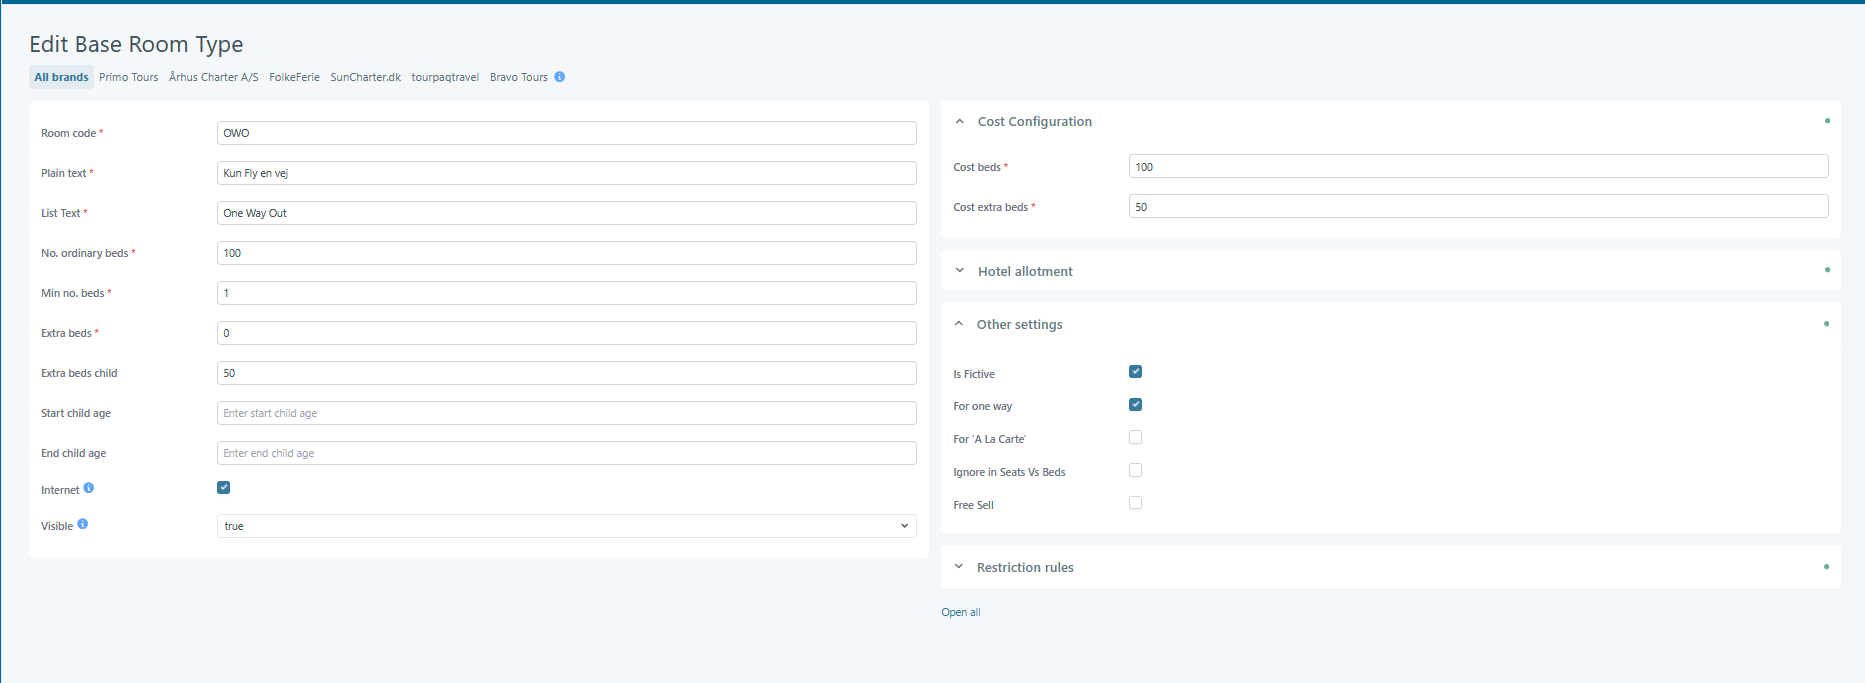 Edit Base Room Type
All brands Primo Tours Århus Charter A/S FolkeFerie SunCharter.dk tourpaqtravel Bravo Tours
Room code * OWO
Plain text * Kun Fly en vej
List Text * One Way Out
No. ordinary beds * 100
Min no. beds * 1
Extra beds * 0
Extra beds child 50
Start child age Enter start child age
End child age Enter end child age
Internet
Visible true
Cost Configuration
Cost beds * 100
Cost extra beds * 50
Hotel allotment
Other settings
Is Fictive
For one way
For 'A La Carte'
Ignore in Seats Vs Beds
Free Sell
Restriction rules
Open all